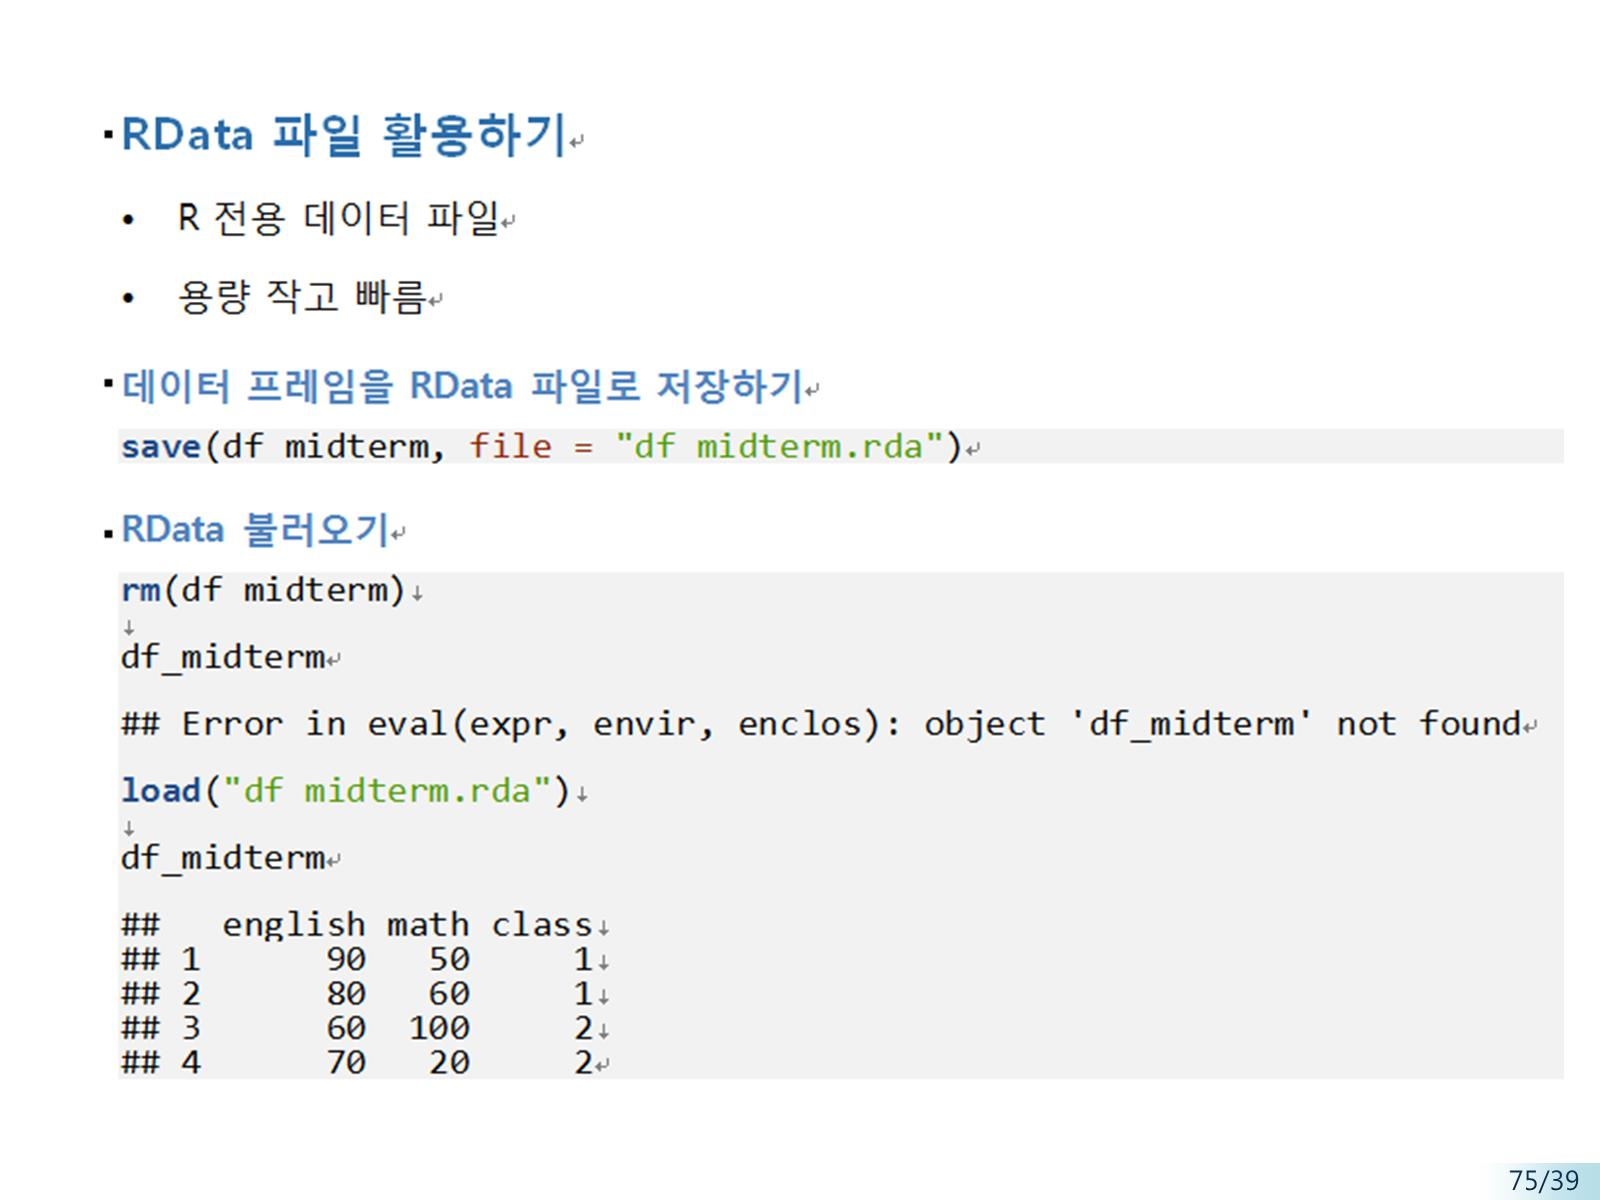 ▪RData 파일 활용하기↵
• R 전용 데이터 파일↵
• 용량 작고 빠름↵
▪데이터 프레임을 RData 파일로 저장하기↵
save(df midterm, file = "df midterm.rda")↵
▪RData 불러오기↵
rm(df midterm)↓
↓
df_midterm↵
## Error in eval(expr, envir, enclos): object 'df_midterm' not found↵
load("df midterm.rda")↓
↓
df_midterm↵
##   english math class↓
## 1      90   50     1↓
## 2      80   60     1↓
## 3      60  100     2↓
## 4      70   20     2↵
75/39